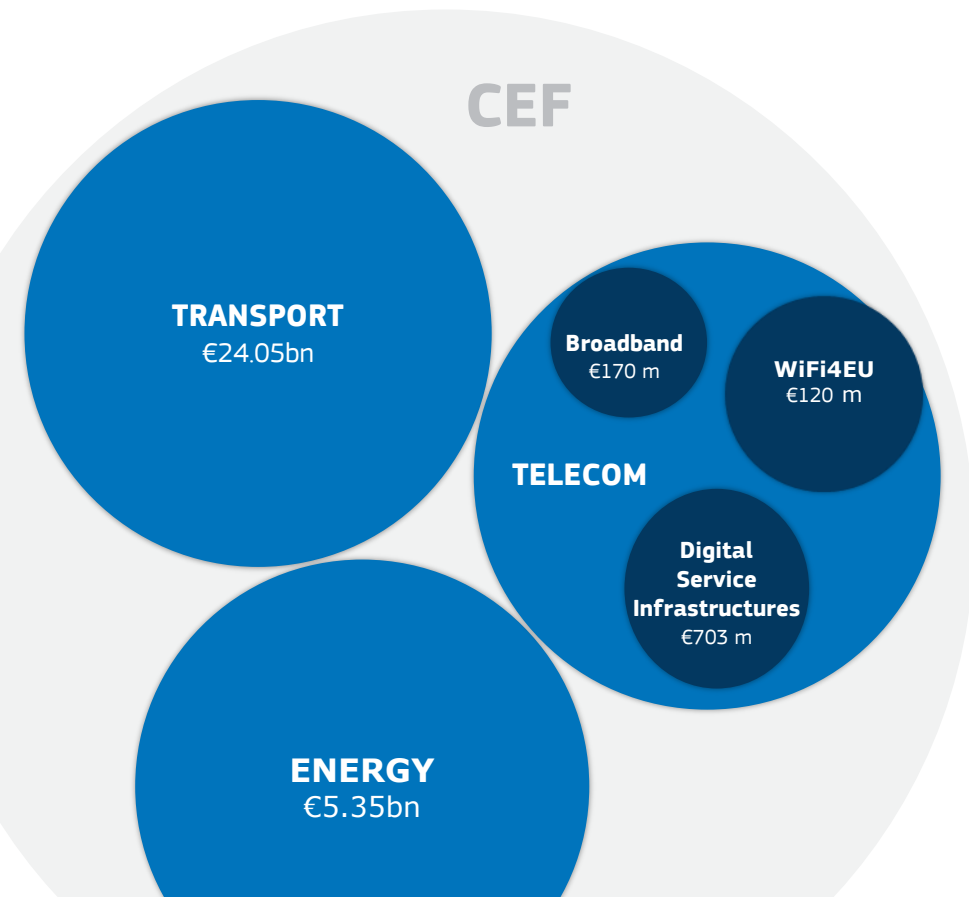 CEF
TRANSPORT
€24.05bn
Broadband
€170 m
WiFi4EU
€120 m
TELECOM
Digital
Service
Infrastructures
€703 m
ENERGY
€5.35bn